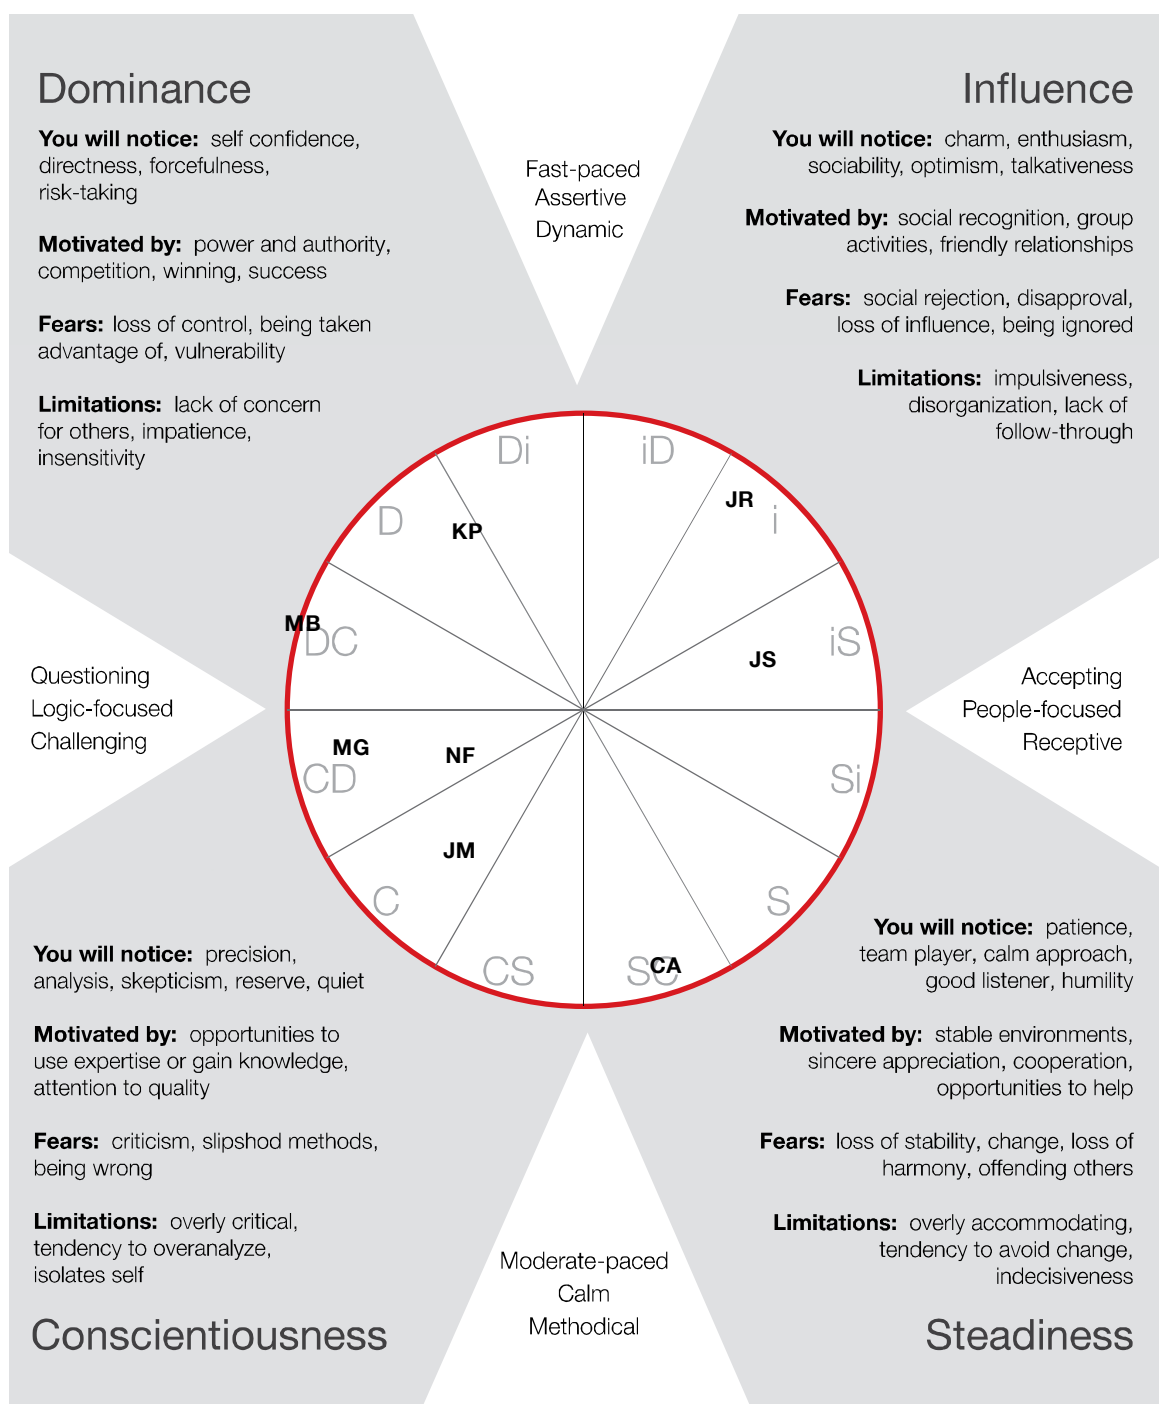 Dominance
You will notice: self confidence,
directness, forcefulness,
risk-taking
Motivated by: power and authority,
competition, winning, success
Fears: loss of control, being taken
advantage of, vulnerability
Limitations: lack of concern
for others, impatience,
insensitivity
Fast-paced
Assertive
Dynamic
Influence
You will notice: charm, enthusiasm,
sociability, optimism, talkativeness
Motivated by: social recognition, group
activities, friendly relationships
Fears: social rejection, disapproval,
loss of influence, being ignored
Limitations: impulsiveness,
disorganization, lack of
follow-through
Di
iD
D
KP
JR
i
MB
DC
JS
iS
Questioning
Logic-focused
Challenging
Accepting
People-focused
Receptive
MG
NF
CD
Si
JM
C
S
CS
SC
CA
You will notice: precision,
analysis, skepticism, reserve, quiet
Motivated by: opportunities to
use expertise or gain knowledge,
attention to quality
Fears: criticism, slipshod methods,
being wrong
Limitations: overly critical,
tendency to overanalyze,
isolates self
Conscientiousness
Moderate-paced
Calm
Methodical
You will notice: patience,
team player, calm approach,
good listener, humility
Motivated by: stable environments,
sincere appreciation, cooperation,
opportunities to help
Fears: loss of stability, change, loss of
harmony, offending others
Limitations: overly accommodating,
tendency to avoid change,
indecisiveness
Steadiness